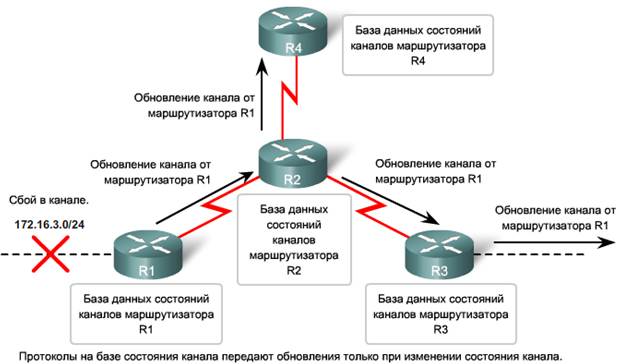 R4
База данных состояний
каналов маршрутизатора
R4
Обновление канала от
маршрутизатора R1
Обновление канала от
маршрутизатора R1
R2
Обновление канала от
маршрутизатора R1
Сбой в канале.
172.16.3.0/24
База данных
состояний
каналов
маршрутизатора
R2
Обновление канала от
маршрутизатора R1
R1
R3
База данных состояний
каналов маршрутизатора
R1
База данных состояний
каналов маршрутизатора
R3
Протоколы на базе состояния канала передают обновления только при изменении состояния канала.